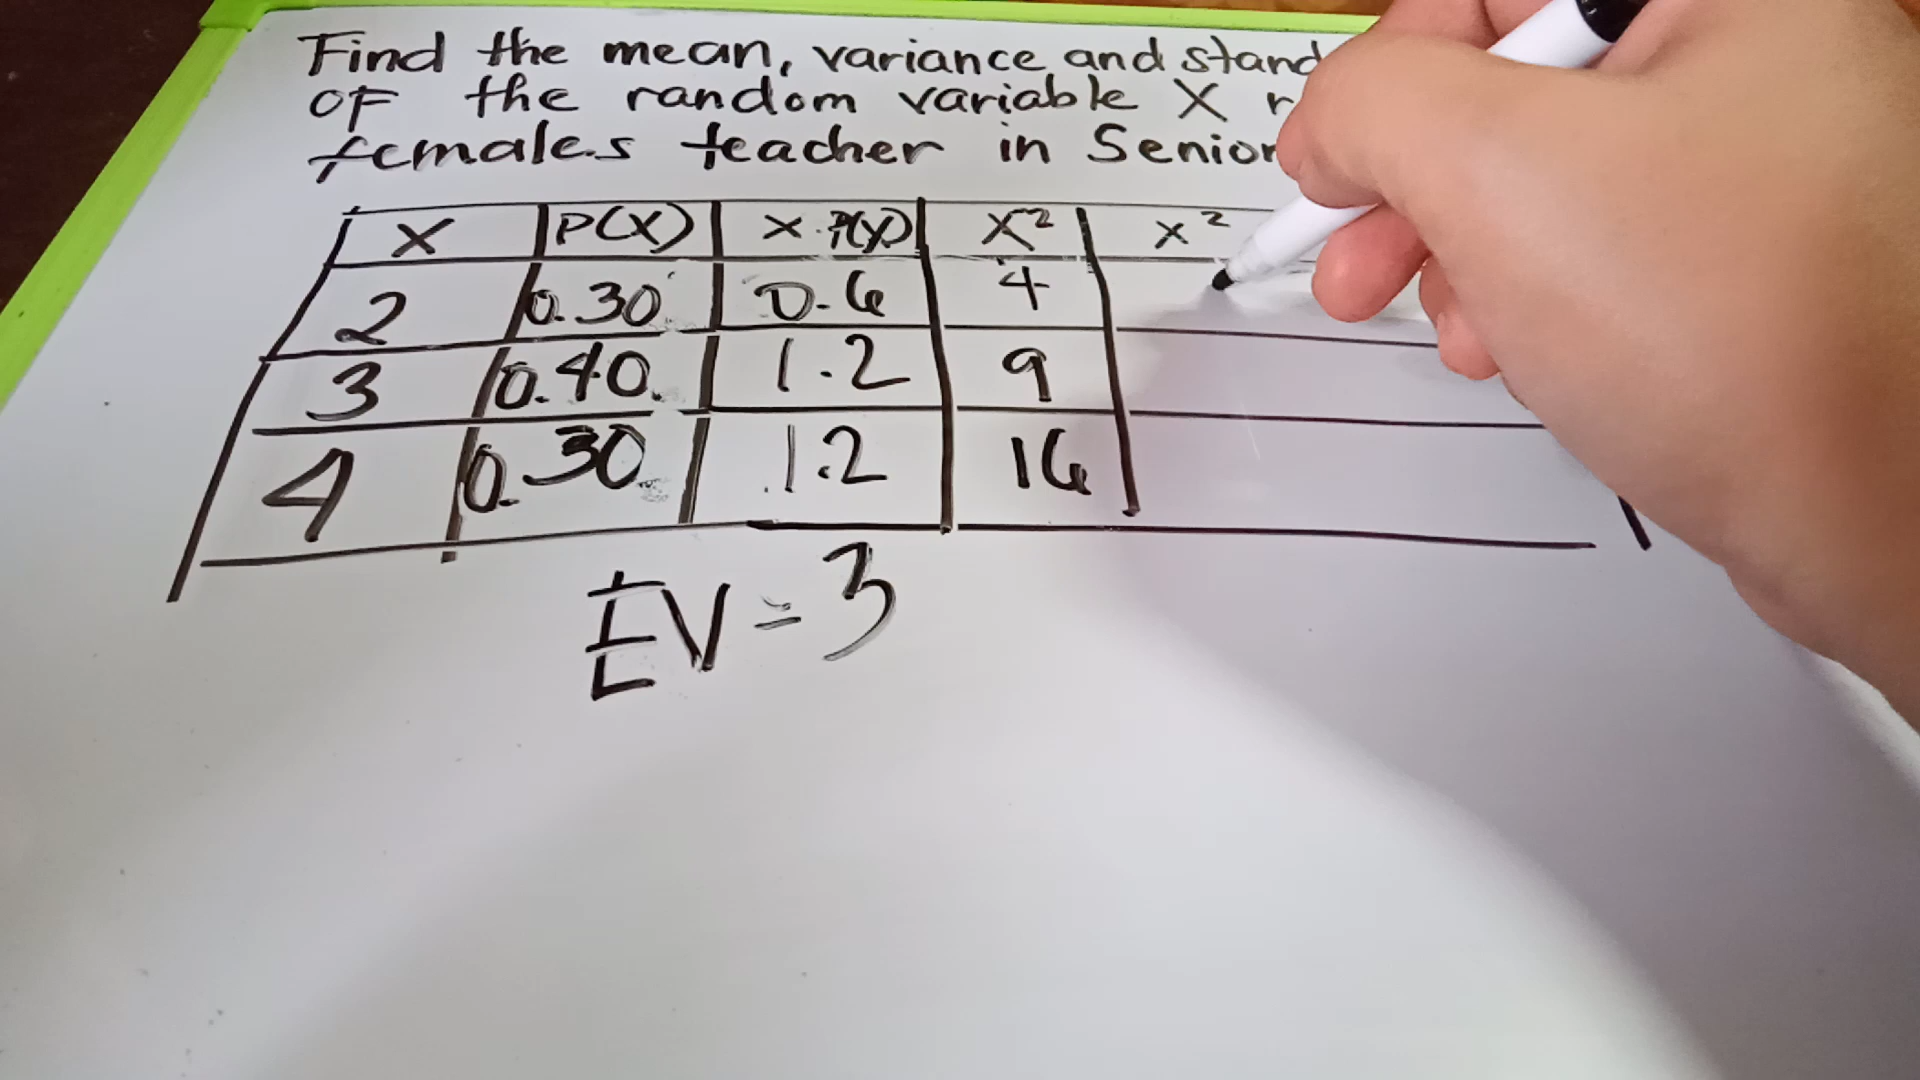 Find the mean, variance and stand
OF the random variable X r
females teacher in Senior
X P(X) X·P(X) X² X²
2 0.30 0.6 4
3 0.40 1.2 9
4 0.30 1.2 16
EV = 3